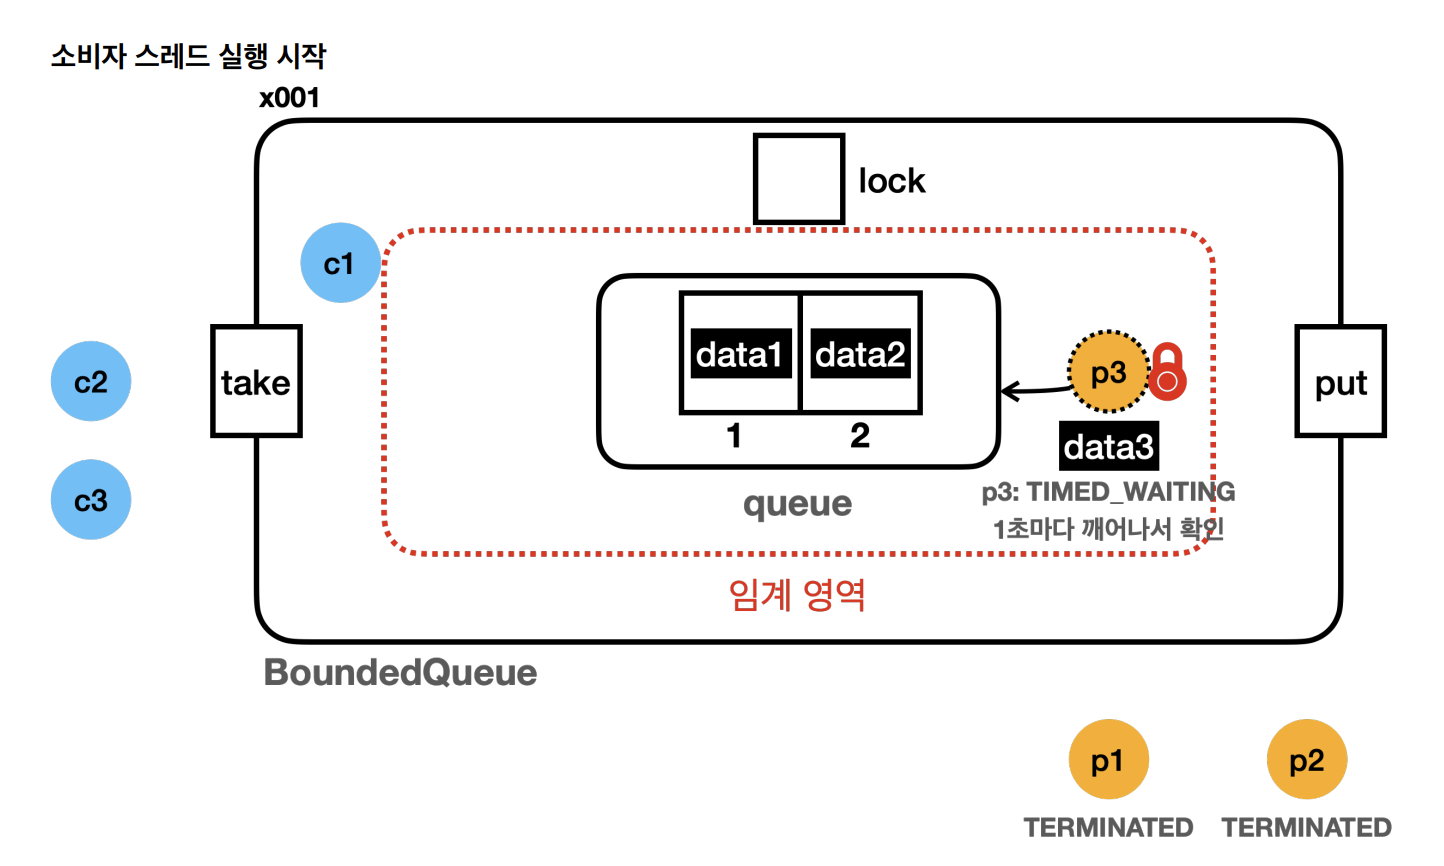 소비자 스레드 실행 시작
x001
lock
c1
data1 data2
p3
c2
take
put
1 2
data3
c3
queue
p3: TIMED_WAITING
1초마다 깨어나서 확인
임계 영역
BoundedQueue
p1 p2
TERMINATED TERMINATED